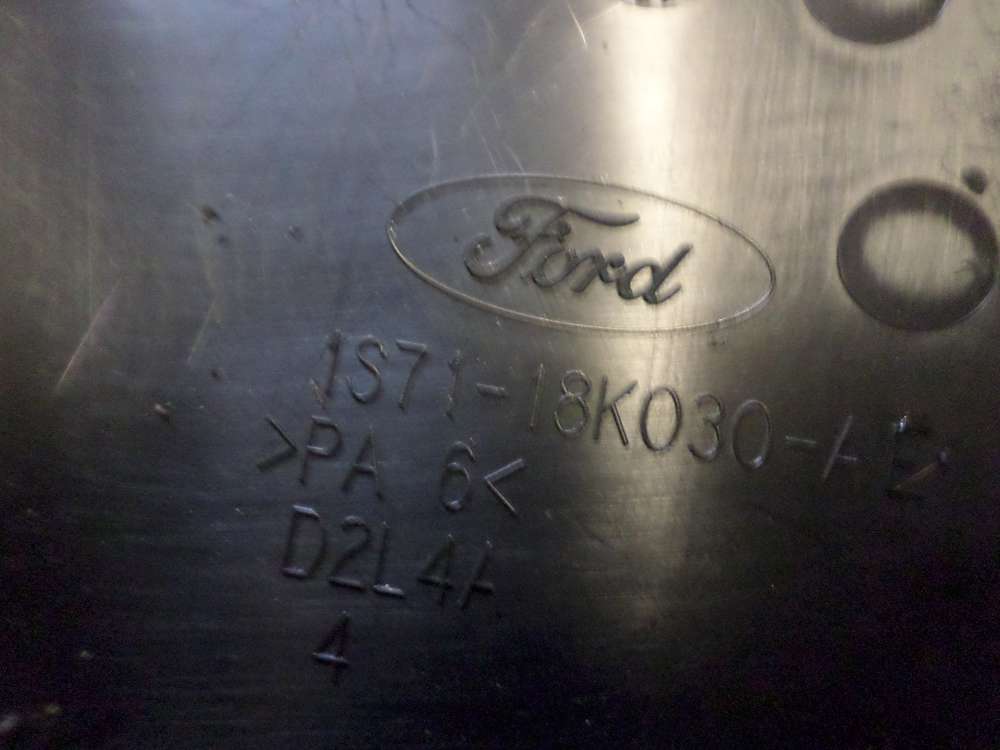 Ford
1S71-18K030-AE
>PA 6<
D2L4A
4